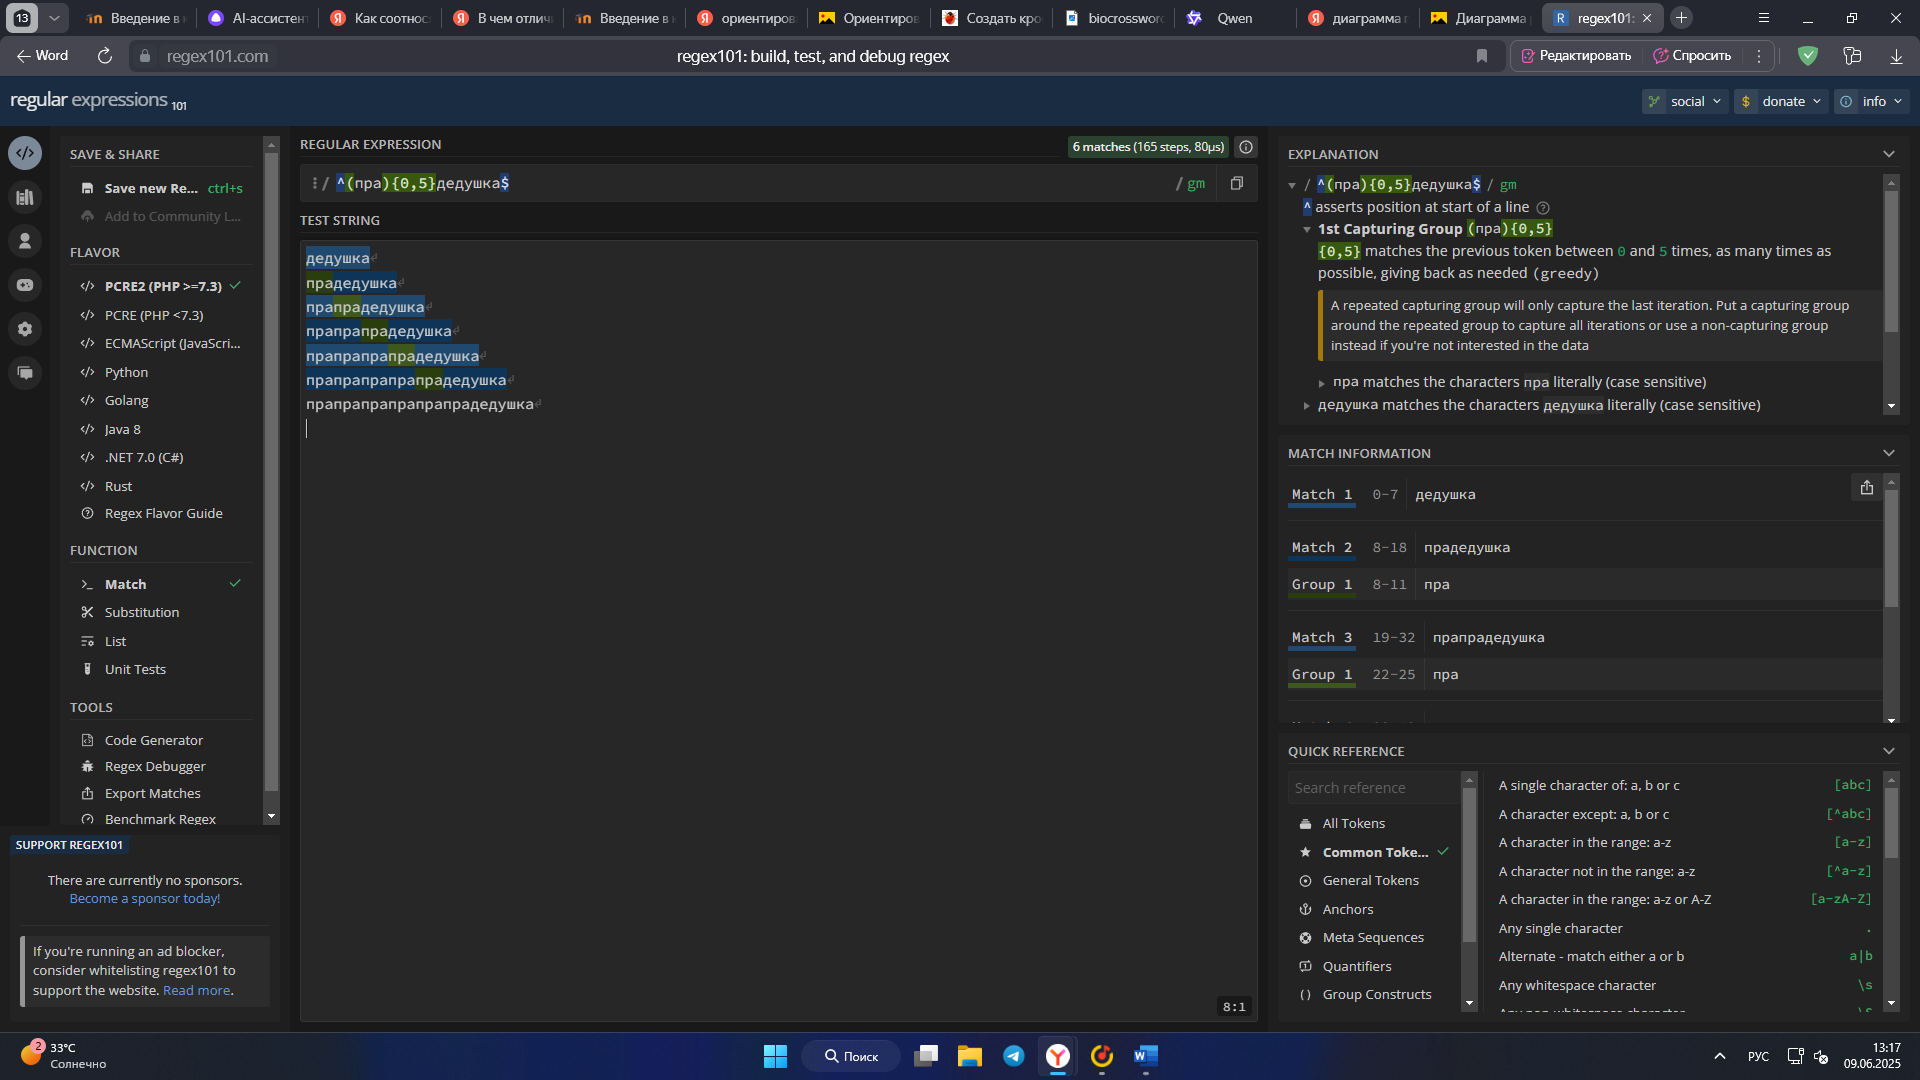 13
Введение в к
AI-ассистен
Как соотнос
В чем отлич
Введение в к
ориентиров
Ориентиров
Создать кро
biocrossword
Qwen
диаграмма г
Диаграмма
regex101:
Word
regex101.com
regex101: build, test, and debug regex
Редактировать
Спросить
regular expressions 101
social
donate
info
SAVE & SHARE
Save new Re... ctrl+s
Add to Community L...
FLAVOR
PCRE2 (PHP >=7.3)
PCRE (PHP <7.3)
ECMAScript (JavaScri...
Python
Golang
Java 8
.NET 7.0 (C#)
Rust
Regex Flavor Guide
FUNCTION
Match
Substitution
List
Unit Tests
TOOLS
Code Generator
Regex Debugger
Export Matches
Benchmark Regex
SUPPORT REGEX101
There are currently no sponsors.
Become a sponsor today!
If you're running an ad blocker,
consider whitelisting regex101 to
support the website. Read more.
REGULAR EXPRESSION
6 matches (165 steps, 80µs)
/ ^(пра){0,5}дедушка$ / gm
TEST STRING
дедушка
прадедушка
прапрадедушка
прапрапрадедушка
прапрапрапрадедушка
прапрапрапрапрадедушка
прапрапрапрапрапрадедушка
8:1
EXPLANATION
/ ^(пра){0,5}дедушка$ / gm
^ asserts position at start of a line
1st Capturing Group (пра){0,5}
{0,5} matches the previous token between 0 and 5 times, as many times as
possible, giving back as needed (greedy)
A repeated capturing group will only capture the last iteration. Put a capturing group
around the repeated group to capture all iterations or use a non-capturing group
instead if you're not interested in the data
пра matches the characters пра literally (case sensitive)
дедушка matches the characters дедушка literally (case sensitive)
MATCH INFORMATION
Match 1 0-7 дедушка
Match 2 8-18 прадедушка
Group 1 8-11 пра
Match 3 19-32 прапрадедушка
Group 1 22-25 пра
QUICK REFERENCE
Search reference
All Tokens
Common Toke...
General Tokens
Anchors
Meta Sequences
Quantifiers
Group Constructs
A single character of: a, b or c [abc]
A character except: a, b or c [^abc]
A character in the range: a-z [a-z]
A character not in the range: a-z [^a-z]
A character in the range: a-z or A-Z [a-zA-Z]
Any single character .
Alternate - match either a or b a|b
Any whitespace character \s
Any non-whitespace character \S
2
33°C
Солнечно
Поиск
РУС
13:17
09.06.2025